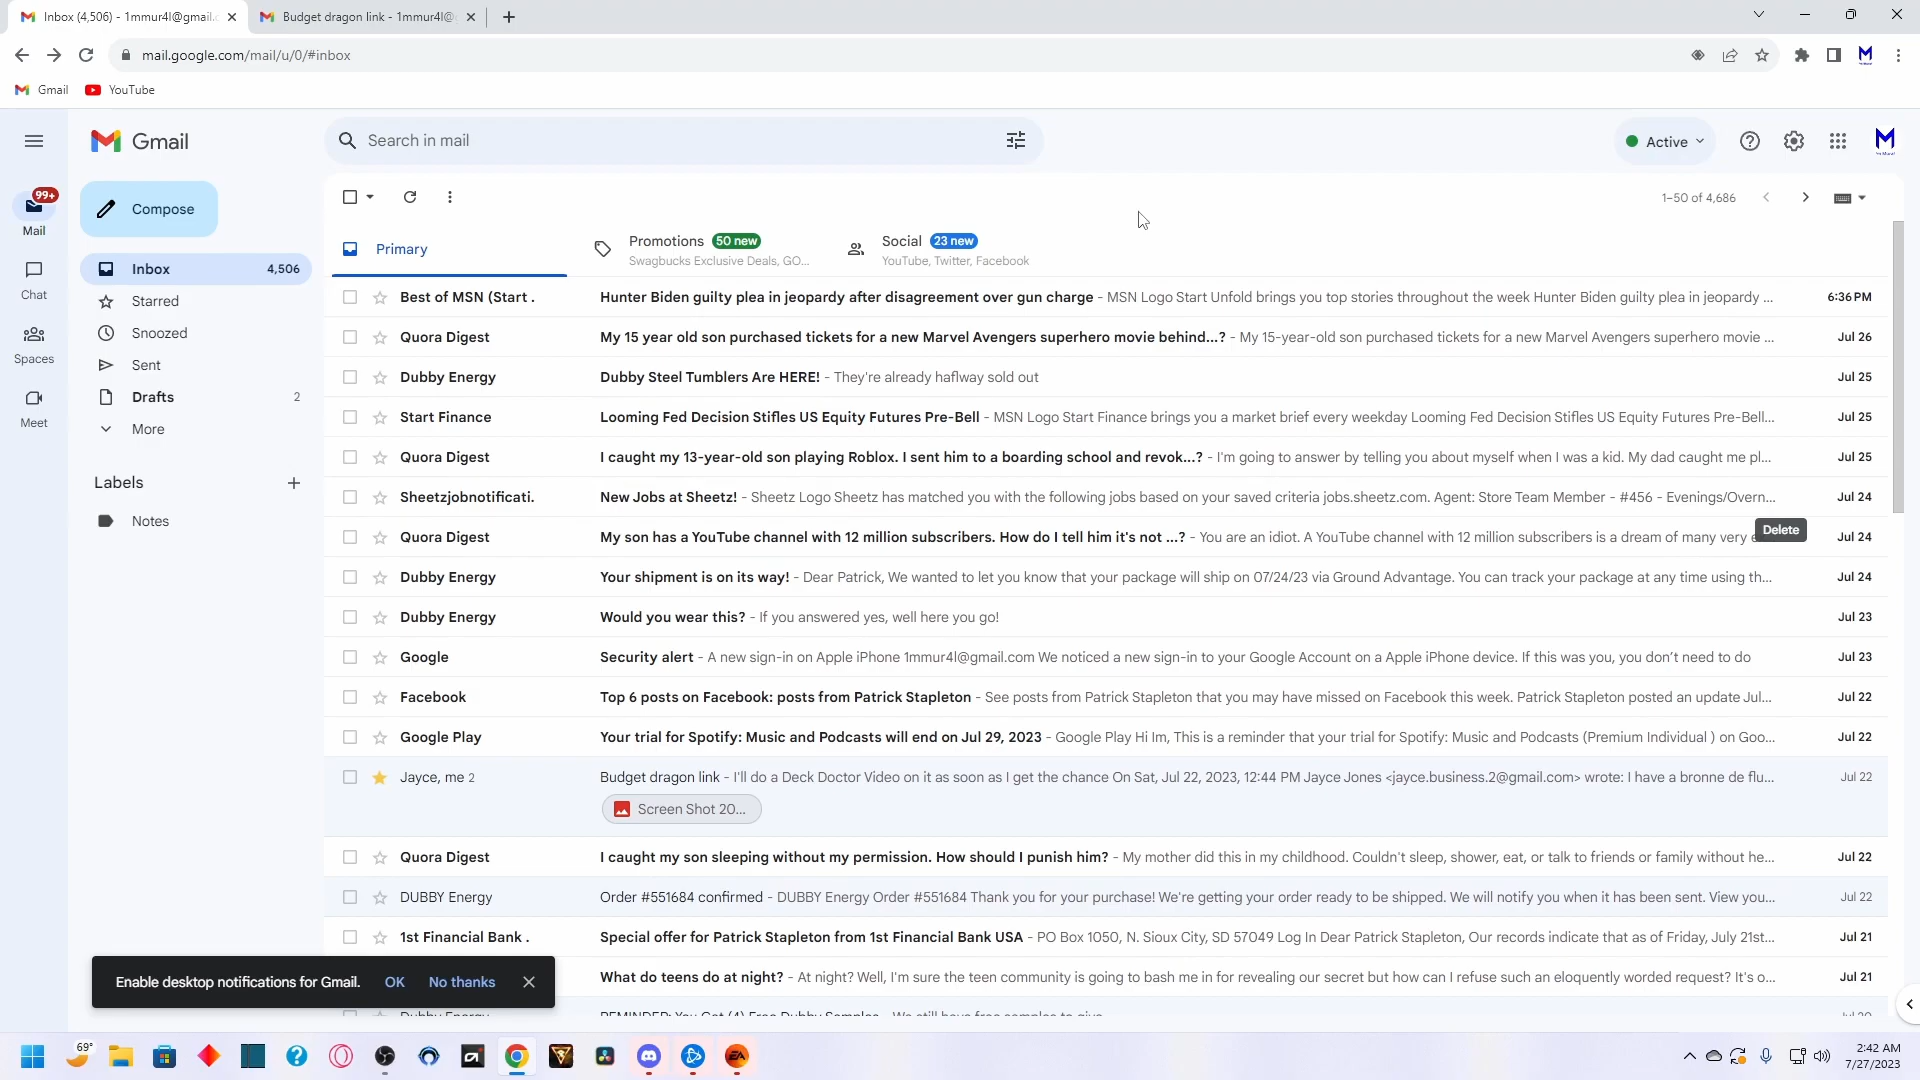 Inbox (4,506) - 1mmur4l@gmail.c
Budget dragon link - 1mmur4l@g
mail.google.com/mail/u/0/#inbox
Gmail
YouTube
Gmail
Search in mail
Active
99+
Mail
Chat
Spaces
Meet
Compose
Inbox 4,506
Starred
Snoozed
Sent
Drafts 2
More
Labels
Notes
1–50 of 4,686
Primary
Promotions 50 new
Swagbucks Exclusive Deals, GO...
Social 23 new
YouTube, Twitter, Facebook
Best of MSN (Start . Hunter Biden guilty plea in jeopardy after disagreement over gun charge - MSN Logo Start Unfold brings you top stories throughout the week Hunter Biden guilty plea in jeopardy ... 6:36 PM
Quora Digest My 15 year old son purchased tickets for a new Marvel Avengers superhero movie behind...? - My 15-year-old son purchased tickets for a new Marvel Avengers superhero movie ... Jul 26
Dubby Energy Dubby Steel Tumblers Are HERE! - They're already haflway sold out Jul 25
Start Finance Looming Fed Decision Stifles US Equity Futures Pre-Bell - MSN Logo Start Finance brings you a market brief every weekday Looming Fed Decision Stifles US Equity Futures Pre-Bell... Jul 25
Quora Digest I caught my 13-year-old son playing Roblox. I sent him to a boarding school and revok...? - I'm going to answer by telling you about myself when I was a kid. My dad caught me pl... Jul 25
Sheetzjobnotificati. New Jobs at Sheetz! - Sheetz Logo Sheetz has matched you with the following jobs based on your saved criteria jobs.sheetz.com. Agent: Store Team Member - #456 - Evenings/Overn... Jul 24
Quora Digest My son has a YouTube channel with 12 million subscribers. How do I tell him it's not ...? - You are an idiot. A YouTube channel with 12 million subscribers is a dream of many very Jul 24
Delete
Dubby Energy Your shipment is on its way! - Dear Patrick, We wanted to let you know that your package will ship on 07/24/23 via Ground Advantage. You can track your package at any time using th... Jul 24
Dubby Energy Would you wear this? - If you answered yes, well here you go! Jul 23
Google Security alert - A new sign-in on Apple iPhone 1mmur4l@gmail.com We noticed a new sign-in to your Google Account on a Apple iPhone device. If this was you, you don't need to do Jul 23
Facebook Top 6 posts on Facebook: posts from Patrick Stapleton - See posts from Patrick Stapleton that you may have missed on Facebook this week. Patrick Stapleton posted an update Jul... Jul 22
Google Play Your trial for Spotify: Music and Podcasts will end on Jul 29, 2023 - Google Play Hi Im, This is a reminder that your trial for Spotify: Music and Podcasts (Premium Individual ) on Goo... Jul 22
Jayce, me 2 Budget dragon link - I'll do a Deck Doctor Video on it as soon as I get the chance On Sat, Jul 22, 2023, 12:44 PM Jayce Jones <jayce.business.2@gmail.com> wrote: I have a bronne de flu... Jul 22
Screen Shot 20...
Quora Digest I caught my son sleeping without my permission. How should I punish him? - My mother did this in my childhood. Couldn't sleep, shower, eat, or talk to friends or family without he... Jul 22
DUBBY Energy Order #551684 confirmed - DUBBY Energy Order #551684 Thank you for your purchase! We're getting your order ready to be shipped. We will notify you when it has been sent. View you... Jul 22
1st Financial Bank . Special offer for Patrick Stapleton from 1st Financial Bank USA - PO Box 1050, N. Sioux City, SD 57049 Log In Dear Patrick Stapleton, Our records indicate that as of Friday, July 21st... Jul 21
What do teens do at night? - At night? Well, I'm sure the teen community is going to bash me in for revealing our secret but how can I refuse such an eloquently worded request? It's o... Jul 21
Dubby Energy REMINDER: You Got (4) Free Dubby Samples - We still have free samples to give Jul 20
Enable desktop notifications for Gmail. OK No thanks
69°
2:42 AM
7/27/2023